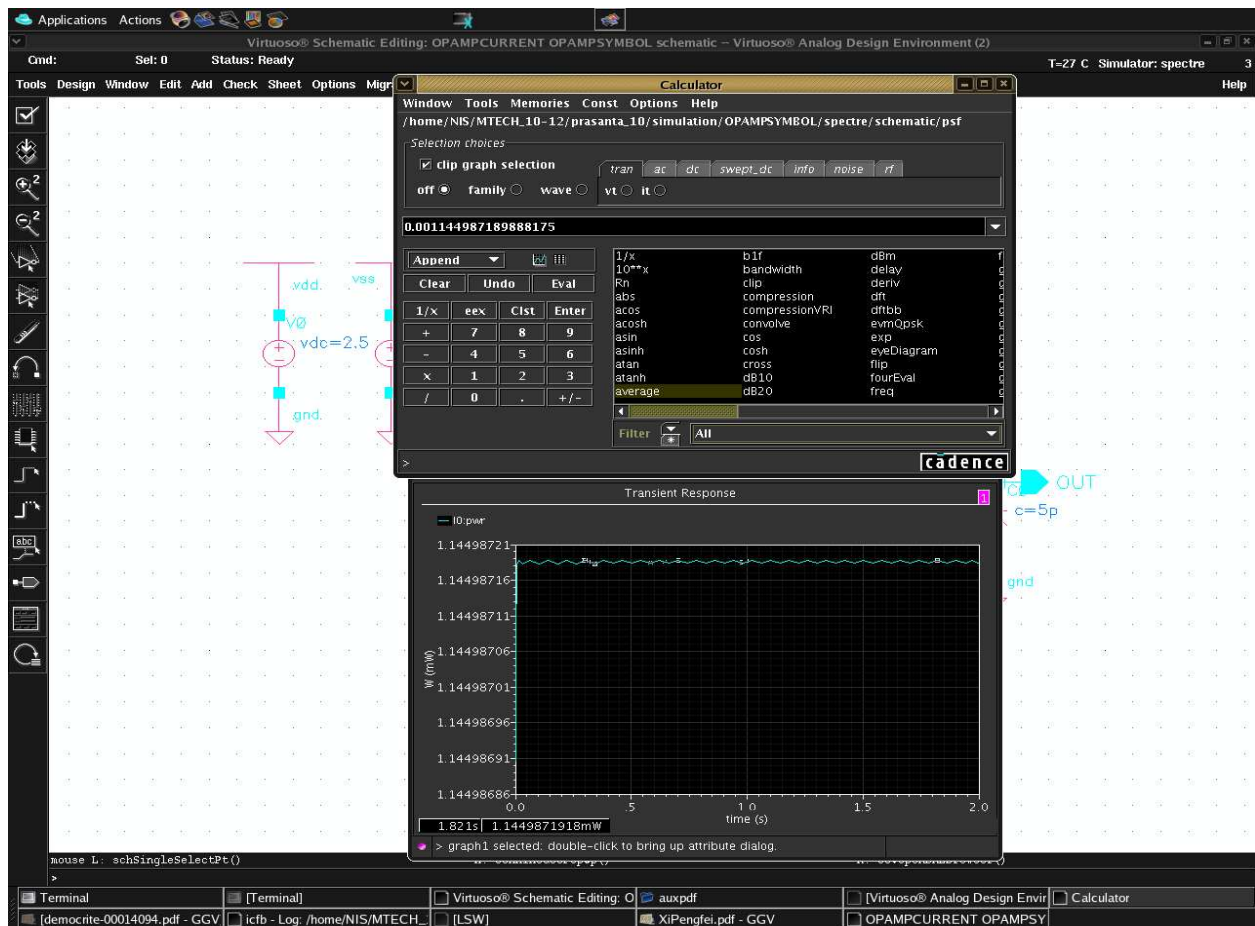 Applications Actions
Virtuoso® Schematic Editing: OPAMPCURRENT OPAMPSYMBOL schematic – Virtuoso® Analog Design Environment (2)
Cmd: Sel: 0 Status: Ready T=27 C Simulator: spectre 3
Tools Design Window Edit Add Check Sheet Options Migr Help
Calculator
Window Tools Memories Const Options Help
/home/NIS/MTECH_10-12/prasanta_10/simulation/OPAMPSYMBOL/spectre/schematic/psf
Selection choices
clip graph selection
tran ac dc swept_dc info noise rf
off family wave vt it
0.001144987189888175
Append
Clear Undo Eval
1/x eex Clst Enter
+ 7 8 9
- 4 5 6
x 1 2 3
/ 0 . +/-
1/x b1f dBm f
10**x bandwidth delay
Rn clip deriv
abs compression dft
acos compressionVRI dftbb
acosh convolve evmQpsk
asin cos exp
asinh cosh eyeDiagram
atan cross flip
atanh dB10 fourEval
average dB20 freq
Filter All
>
cādence
vdd. vss
V0
vdc=2.5
gnd.
OUT
c=5p
gnd
Transient Response
1
I0:pwr
1.14498721
1.14498716
1.14498711
1.14498706
1.14498701
1.14498696
1.14498691
1.14498686
W (mW)
0.0 .5 1.0 1.5 2.0
time (s)
1.821s 1.1449871918mW
> graph1 selected: double-click to bring up attribute dialog.
mouse L: schSingleSelectPt()
>
Terminal [Terminal] Virtuoso® Schematic Editing: O auxpdf [Virtuoso® Analog Design Envir Calculator
[democrite-00014094.pdf - GGV icfb - Log: /home/NIS/MTECH_ [LSW] XiPengfei.pdf - GGV OPAMPCURRENT OPAMPSY